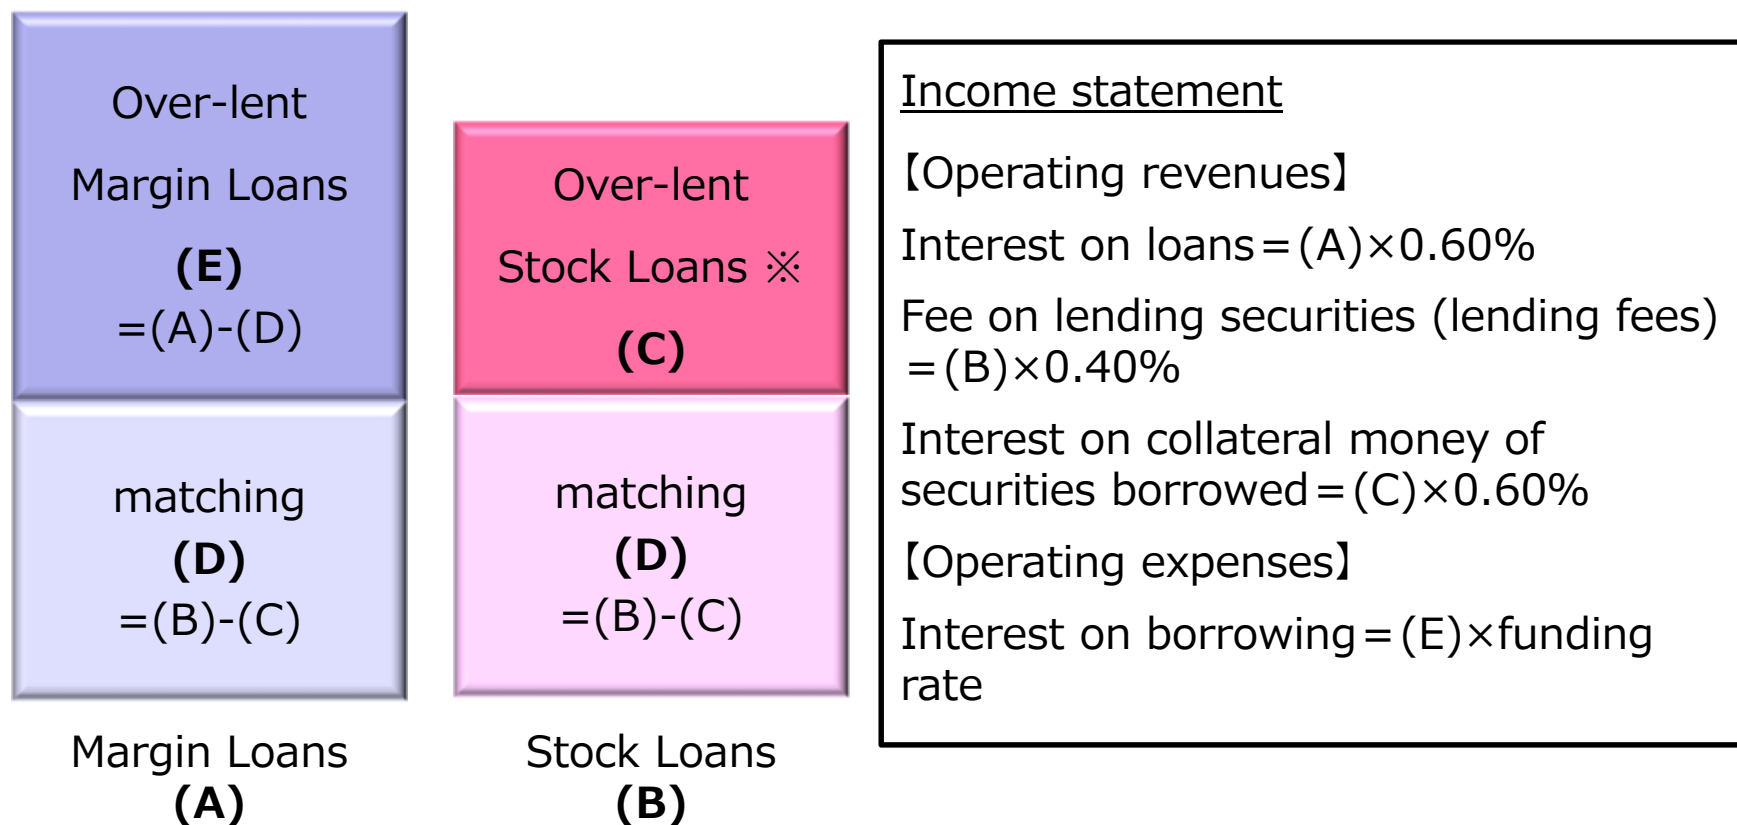 Over-lent
Margin Loans
(E)
=(A)-(D)
matching
(D)
=(B)-(C)
Margin Loans
(A)
Over-lent
Stock Loans ※
(C)
matching
(D)
=(B)-(C)
Stock Loans
(B)
Income statement
【Operating revenues】
Interest on loans=(A)×0.60%
Fee on lending securities (lending fees)
=(B)×0.40%
Interest on collateral money of
securities borrowed=(C)×0.60%
【Operating expenses】
Interest on borrowing=(E)×funding
rate